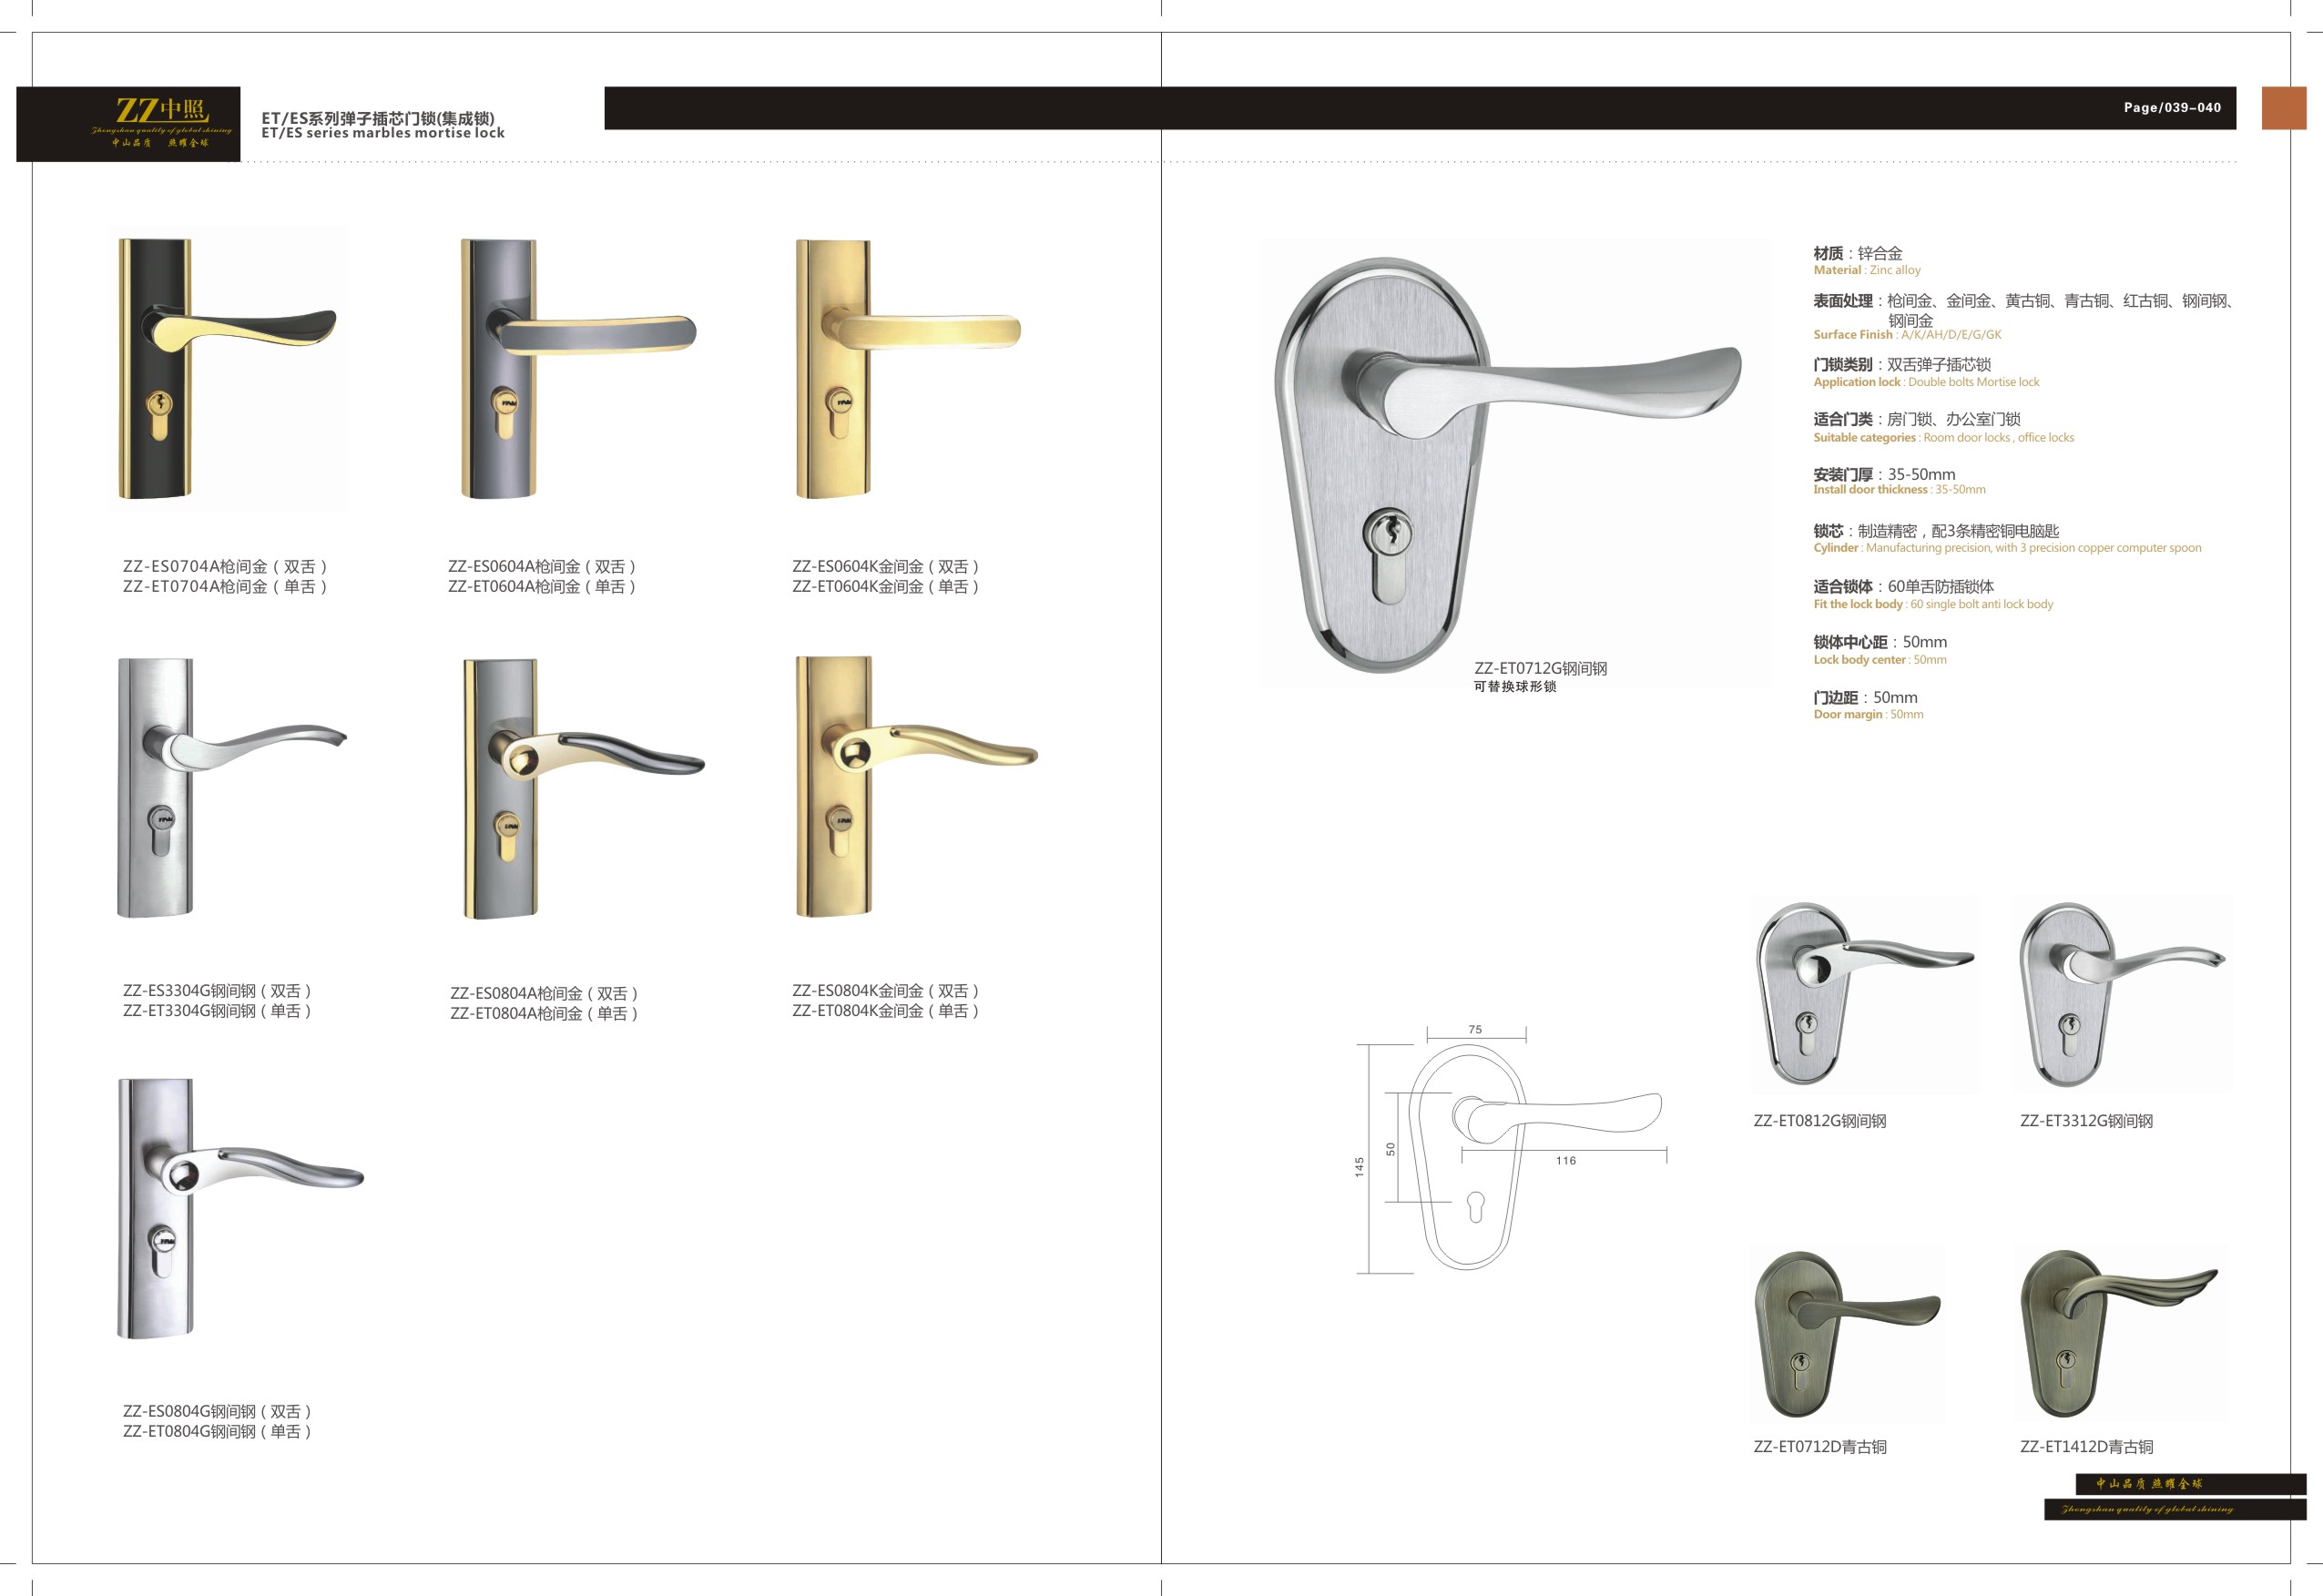 ZZ中照
Zhongshan quality of global shining
中山品质 照耀全球
ET/ES系列弹子插芯门锁(集成锁)
ET/ES series marbles mortise lock
Page/039-040
ZZ-ES0704A枪间金（双舌）
ZZ-ET0704A枪间金（单舌）
ZZ-ES0604A枪间金（双舌）
ZZ-ET0604A枪间金（单舌）
ZZ-ES0604K金间金（双舌）
ZZ-ET0604K金间金（单舌）
ZZ-ES3304G钢间钢（双舌）
ZZ-ET3304G钢间钢（单舌）
ZZ-ES0804A枪间金（双舌）
ZZ-ET0804A枪间金（单舌）
ZZ-ES0804K金间金（双舌）
ZZ-ET0804K金间金（单舌）
ZZ-ES0804G钢间钢（双舌）
ZZ-ET0804G钢间钢（单舌）
ZZ-ET0712G钢间钢
可替换球形锁
材质：锌合金
Material : Zinc alloy
表面处理：枪间金、金间金、黄古铜、青古铜、红古铜、钢间钢、
钢间金
Surface Finish : A/K/AH/D/E/G/GK
门锁类别：双舌弹子插芯锁
Application lock : Double bolts Mortise lock
适合门类：房门锁、办公室门锁
Suitable categories : Room door locks , office locks
安装门厚：35-50mm
Install door thickness : 35-50mm
锁芯：制造精密，配3条精密铜电脑匙
Cylinder : Manufacturing precision, with 3 precision copper computer spoon
适合锁体：60单舌防插锁体
Fit the lock body : 60 single bolt anti lock body
锁体中心距：50mm
Lock body center : 50mm
门边距：50mm
Door margin : 50mm
75
145
50
116
ZZ-ET0812G钢间钢
ZZ-ET3312G钢间钢
ZZ-ET0712D青古铜
ZZ-ET1412D青古铜
中山品质 照耀全球
Zhongshan quality of global shining